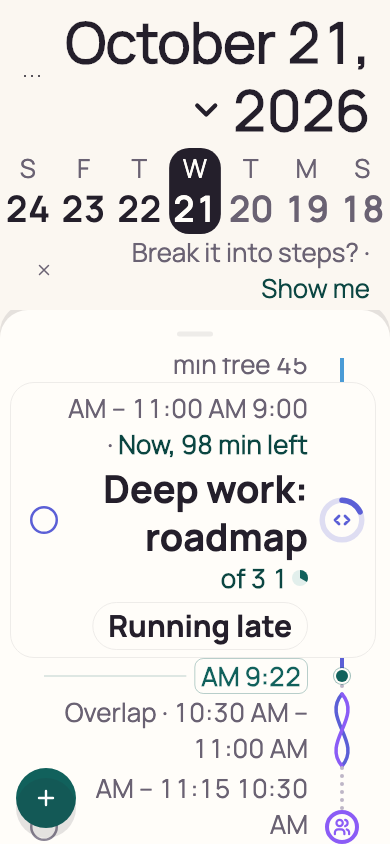 October 21,
2026
...
S F T W T M S
24 23 22 21 20 19 18
Break it into steps? ·
Show me
min free 45
AM – 11:00 AM 9:00
· Now, 98 min left
Deep work:
roadmap
of 3 1
Running late
AM 9:22
Overlap · 10:30 AM –
11:00 AM
AM – 11:15 10:30
AM